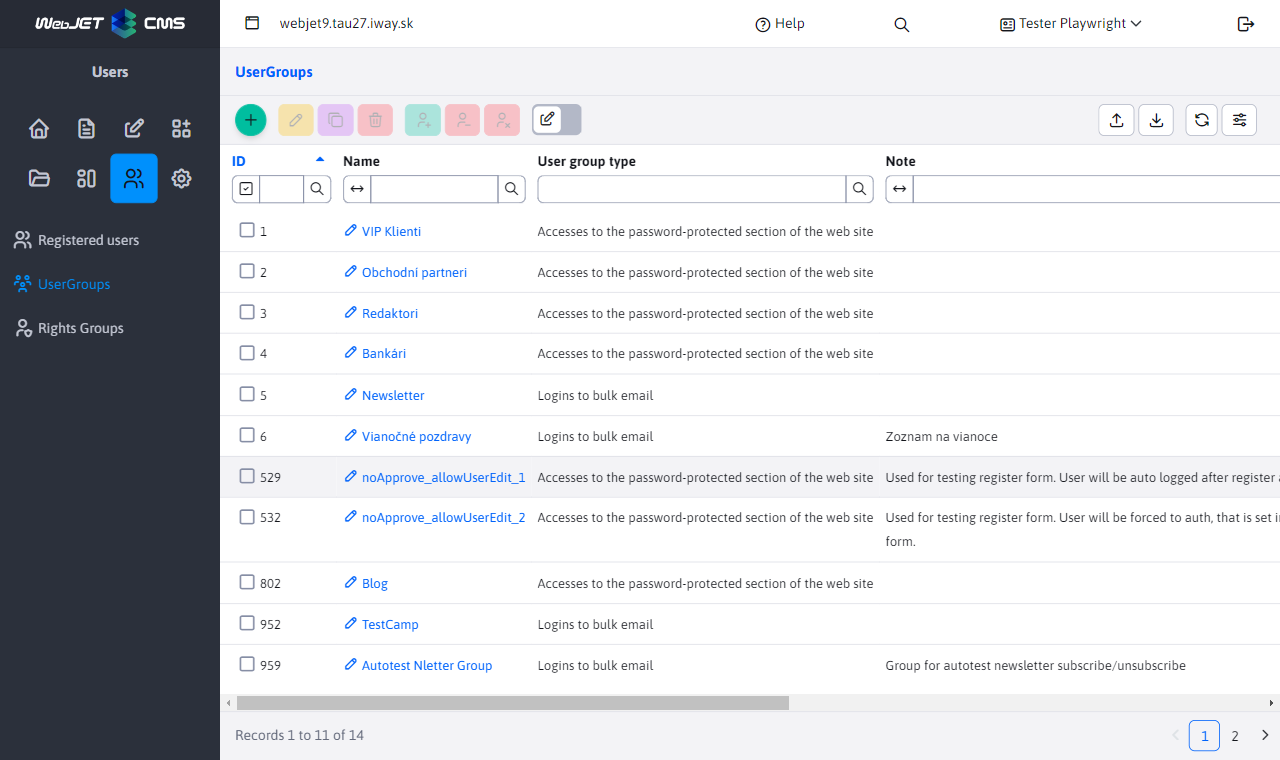 WebJET CMS
webjet9.tau27.iway.sk
Help
Tester Playwright
Users
UserGroups
Registered users
UserGroups
Rights Groups
ID Name User group type Note
1 VIP Klienti Accesses to the password-protected section of the web site
2 Obchodní partneri Accesses to the password-protected section of the web site
3 Redaktori Accesses to the password-protected section of the web site
4 Bankári Accesses to the password-protected section of the web site
5 Newsletter Logins to bulk email
6 Vianočné pozdravy Logins to bulk email Zoznam na vianoce
529 noApprove_allowUserEdit_1 Accesses to the password-protected section of the web site Used for testing register form. User will be auto logged after register
532 noApprove_allowUserEdit_2 Accesses to the password-protected section of the web site Used for testing register form. User will be forced to auth, that is set
form.
802 Blog Accesses to the password-protected section of the web site
952 TestCamp Logins to bulk email
959 Autotest Nletter Group Logins to bulk email Group for autotest newsletter subscribe/unsubscribe
Records 1 to 11 of 14
1 2